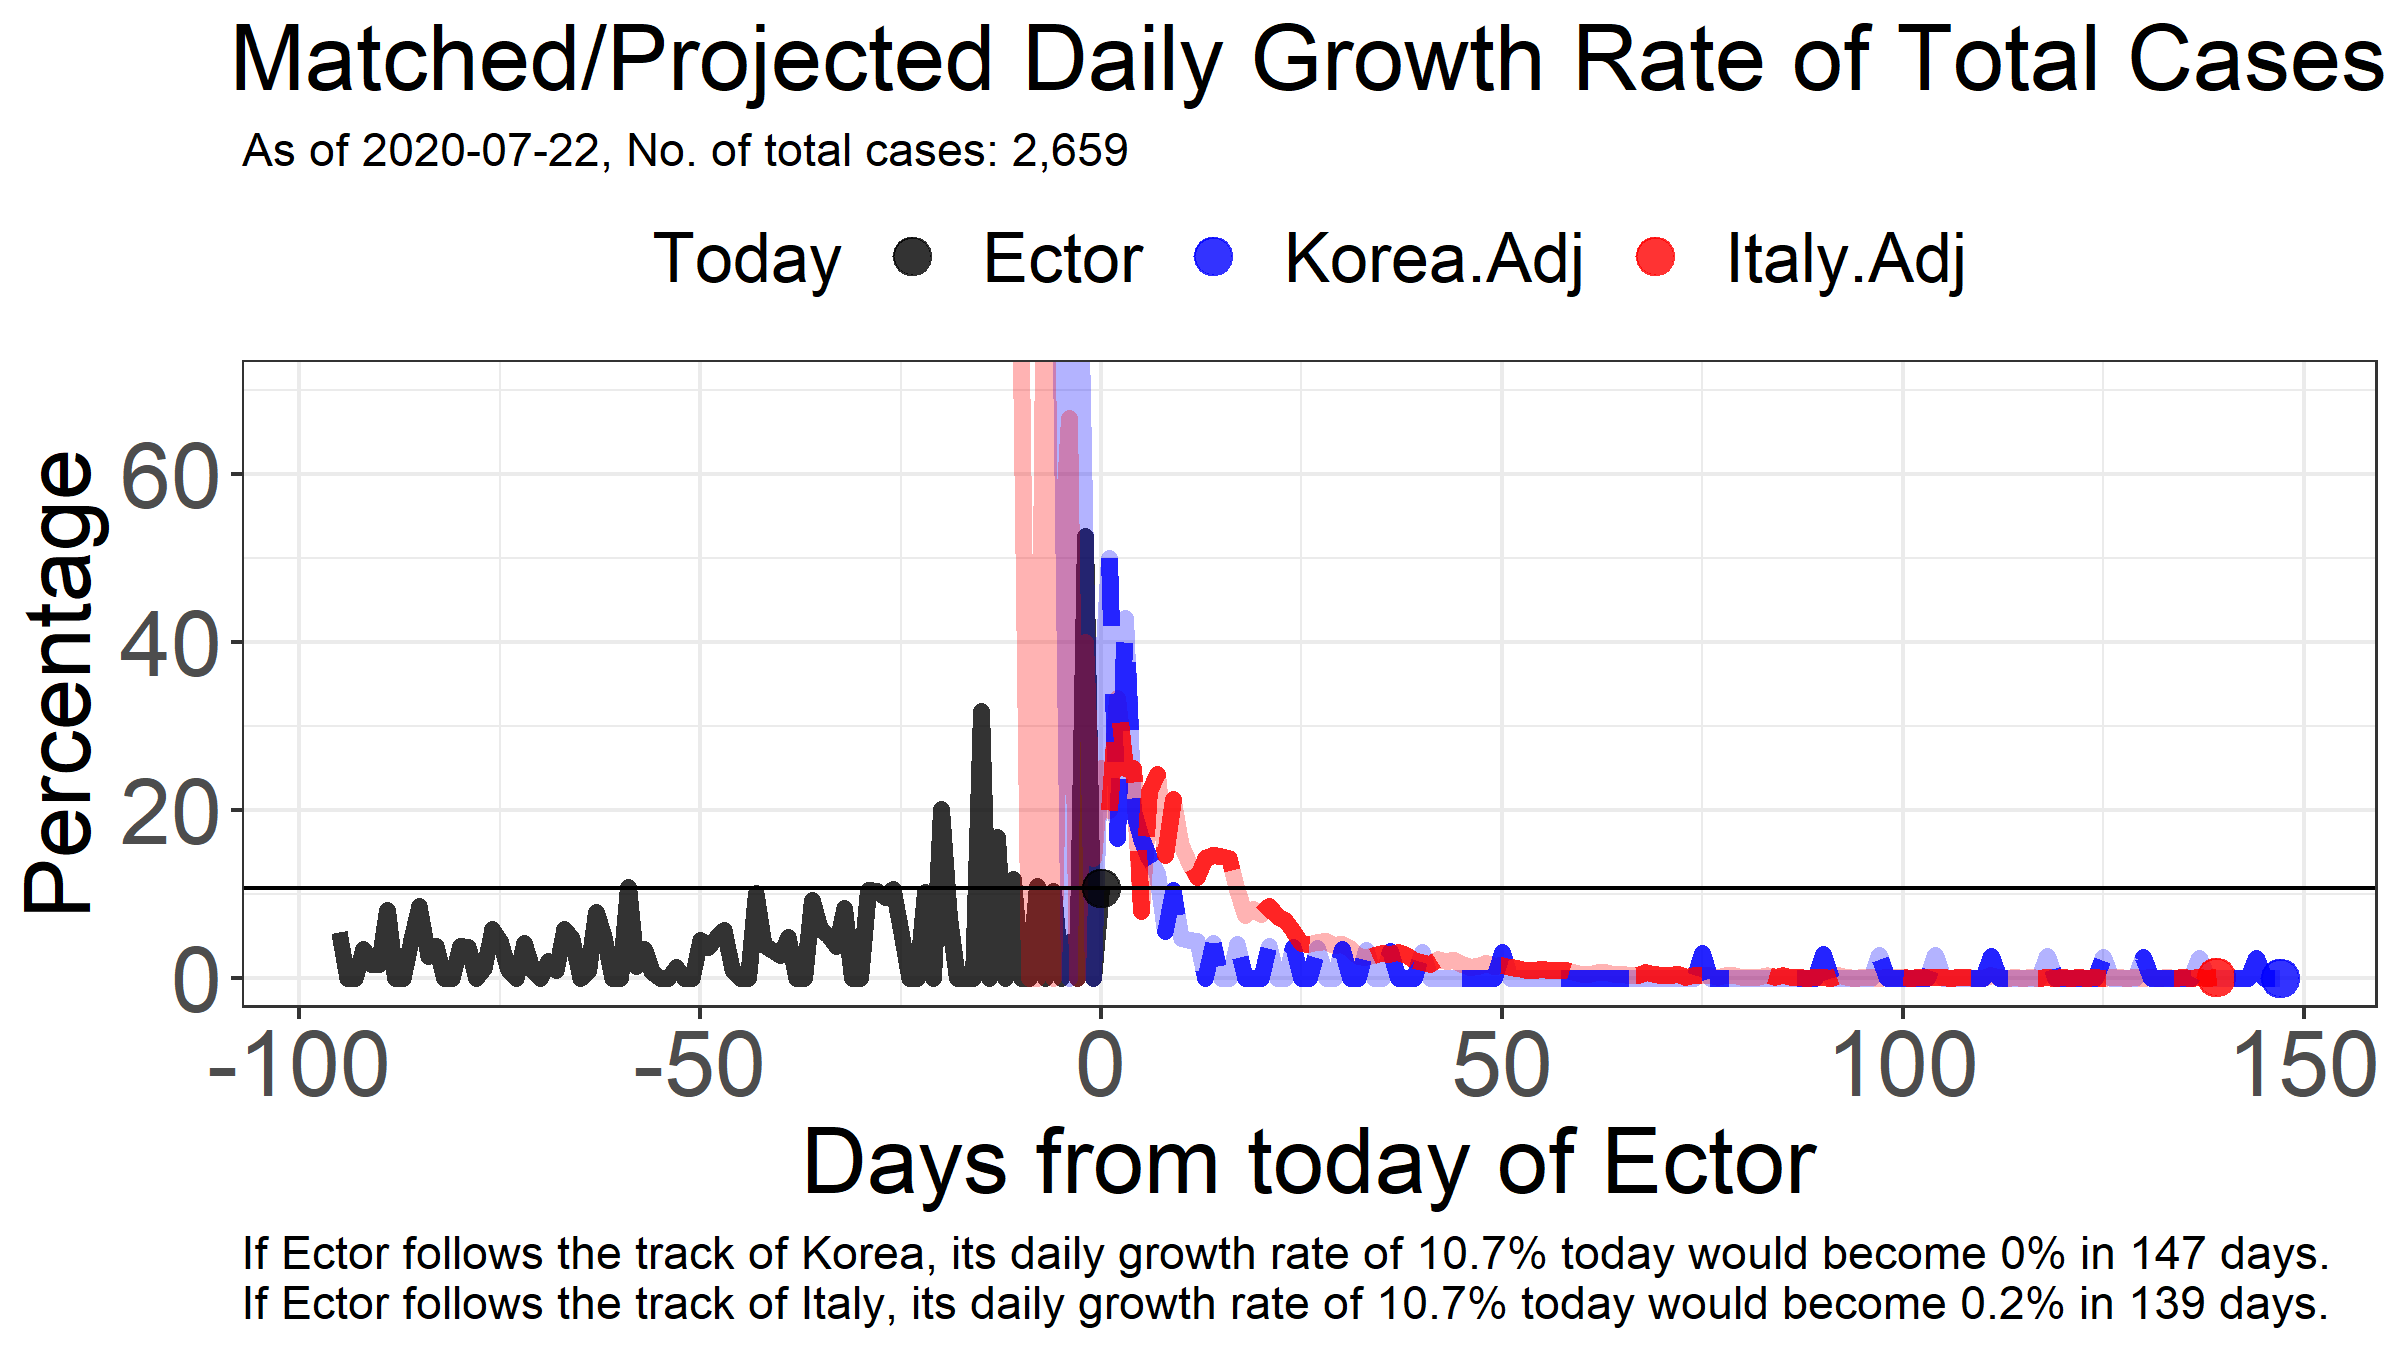 Matched/Projected Daily Growth Rate of Total Cases
As of 2020-07-22, No. of total cases: 2,659
Today Ector Korea.Adj Italy.Adj
Percentage
60
40
20
0
-100 -50 0 50 100 150
Days from today of Ector
If Ector follows the track of Korea, its daily growth rate of 10.7% today would become 0% in 147 days.
If Ector follows the track of Italy, its daily growth rate of 10.7% today would become 0.2% in 139 days.